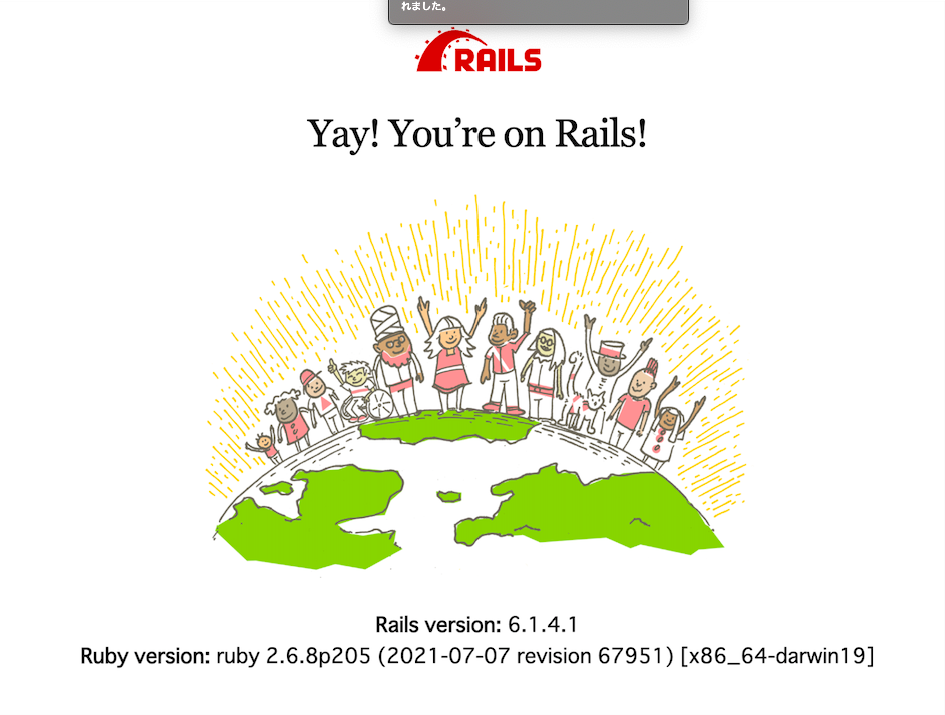 れました。
RAILS
Yay! You’re on Rails!
Rails version: 6.1.4.1
Ruby version: ruby 2.6.8p205 (2021-07-07 revision 67951) [x86_64-darwin19]